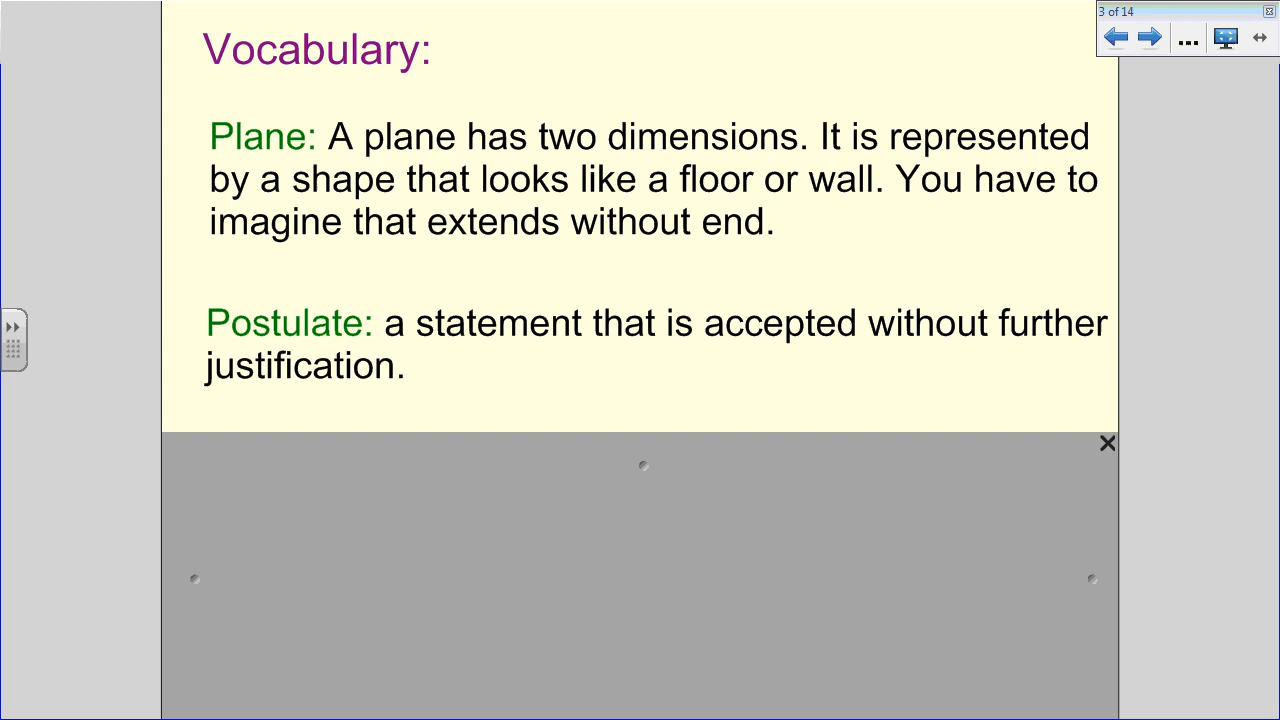 3 of 14
Vocabulary:
Plane: A plane has two dimensions. It is represented
by a shape that looks like a floor or wall. You have to
imagine that extends without end.
Postulate: a statement that is accepted without further
justification.